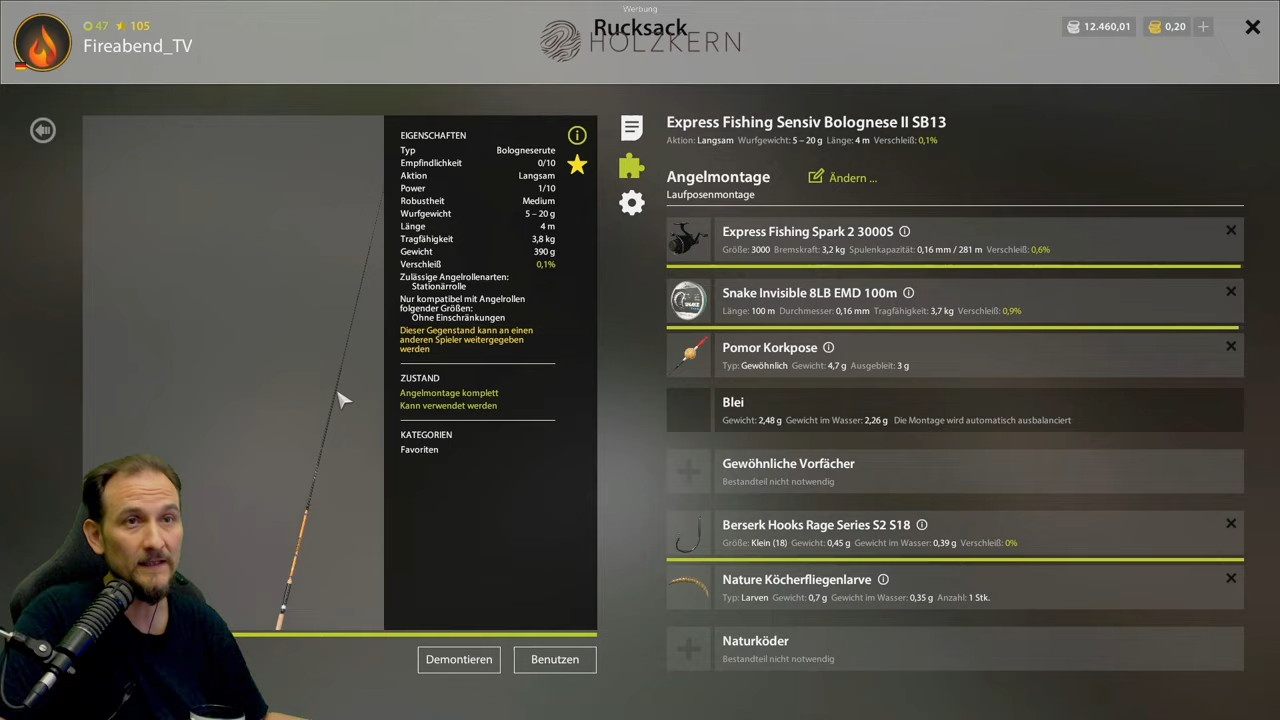 Werbung
47 105
Fireabend_TV
Rucksack
HOLZKERN
12.460,01
0,20
EIGENSCHAFTEN
Typ Bologneserute
Empfindlichkeit 0/10
Aktion Langsam
Power 1/10
Robustheit Medium
Wurfgewicht 5 – 20 g
Länge 4 m
Tragfähigkeit 3,8 kg
Gewicht 390 g
Verschleiß 0,1%
Zulässige Angelrollenarten:
Stationärrolle
Nur kompatibel mit Angelrollen
folgender Größen:
Ohne Einschränkungen
Dieser Gegenstand kann an einen
anderen Spieler weitergegeben
werden
ZUSTAND
Angelmontage komplett
Kann verwendet werden
KATEGORIEN
Favoriten
Demontieren
Benutzen
Express Fishing Sensiv Bolognese II SB13
Aktion: Langsam Wurfgewicht: 5 – 20 g Länge: 4 m Verschleiß: 0,1%
Angelmontage Ändern ...
Laufposenmontage
Express Fishing Spark 2 3000S
Größe: 3000 Bremskraft: 3,2 kg Spulenkapazität: 0,16 mm / 281 m Verschleiß: 0,6%
Snake Invisible 8LB EMD 100m
Länge: 100 m Durchmesser: 0,16 mm Tragfähigkeit: 3,7 kg Verschleiß: 0,9%
Pomor Korkpose
Typ: Gewöhnlich Gewicht: 4,7 g Ausgebleit: 3 g
Blei
Gewicht: 2,48 g Gewicht im Wasser: 2,26 g Die Montage wird automatisch ausbalanciert
Gewöhnliche Vorfächer
Bestandteil nicht notwendig
Berserk Hooks Rage Series S2 S18
Größe: Klein (18) Gewicht: 0,45 g Gewicht im Wasser: 0,39 g Verschleiß: 0%
Nature Köcherfliegenlarve
Typ: Larven Gewicht: 0,7 g Gewicht im Wasser: 0,35 g Anzahl: 1 Stk.
Naturköder
Bestandteil nicht notwendig